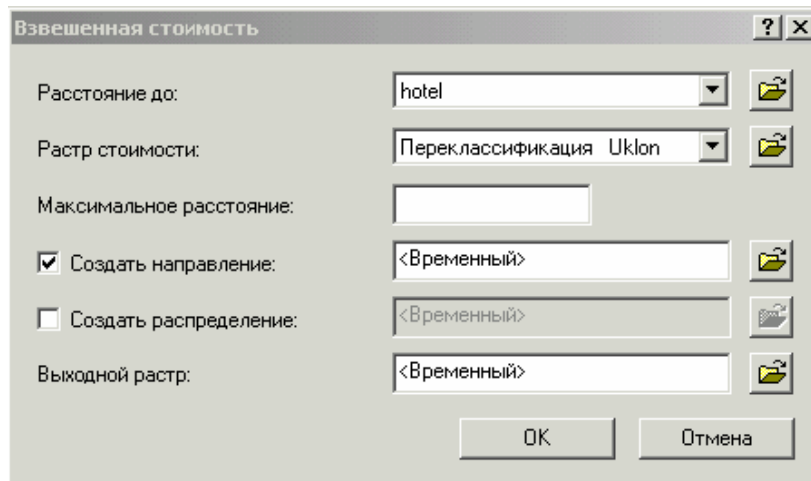 Взвешенная стоимость
Расстояние до: hotel
Растр стоимости: Переклассификация Uklon
Максимальное расстояние:
Создать направление: <Временный>
Создать распределение: <Временный>
Выходной растр: <Временный>
OK Отмена